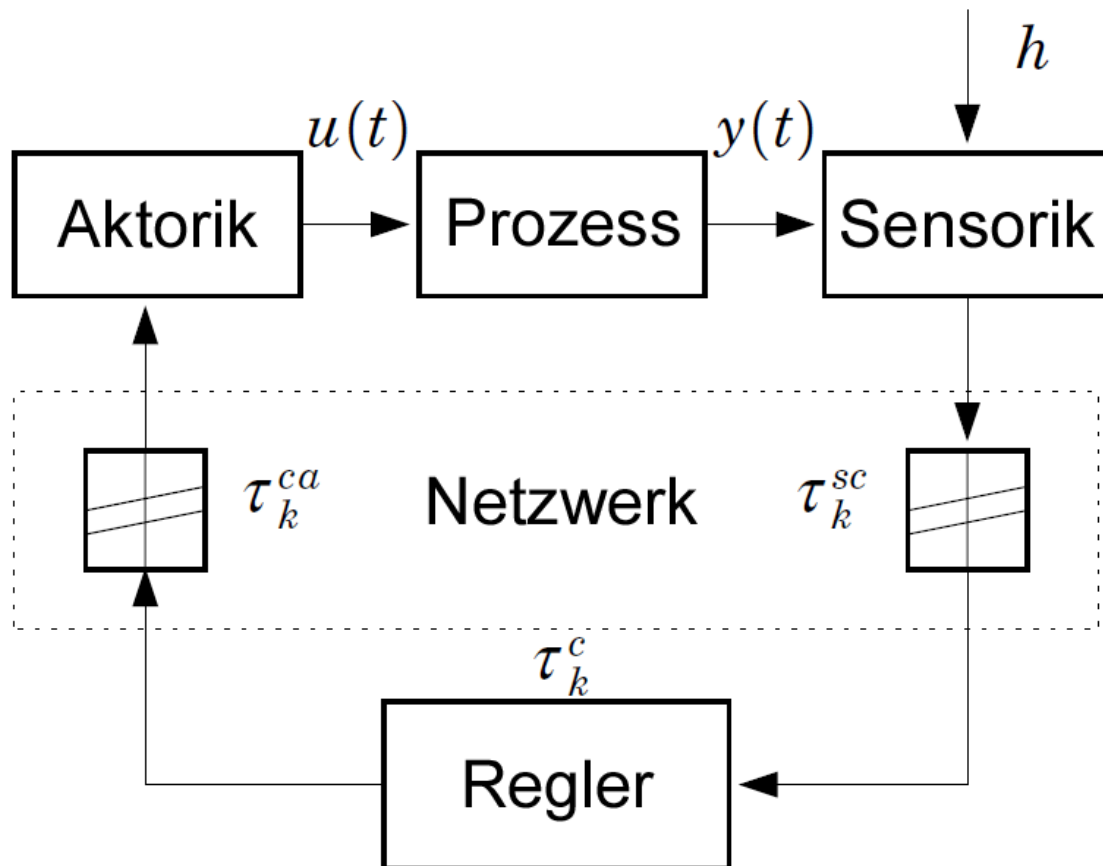 h
u(t)
y(t)
Aktorik
Prozess
Sensorik
τ_k^{ca}
Netzwerk
τ_k^{sc}
τ_k^c
Regler